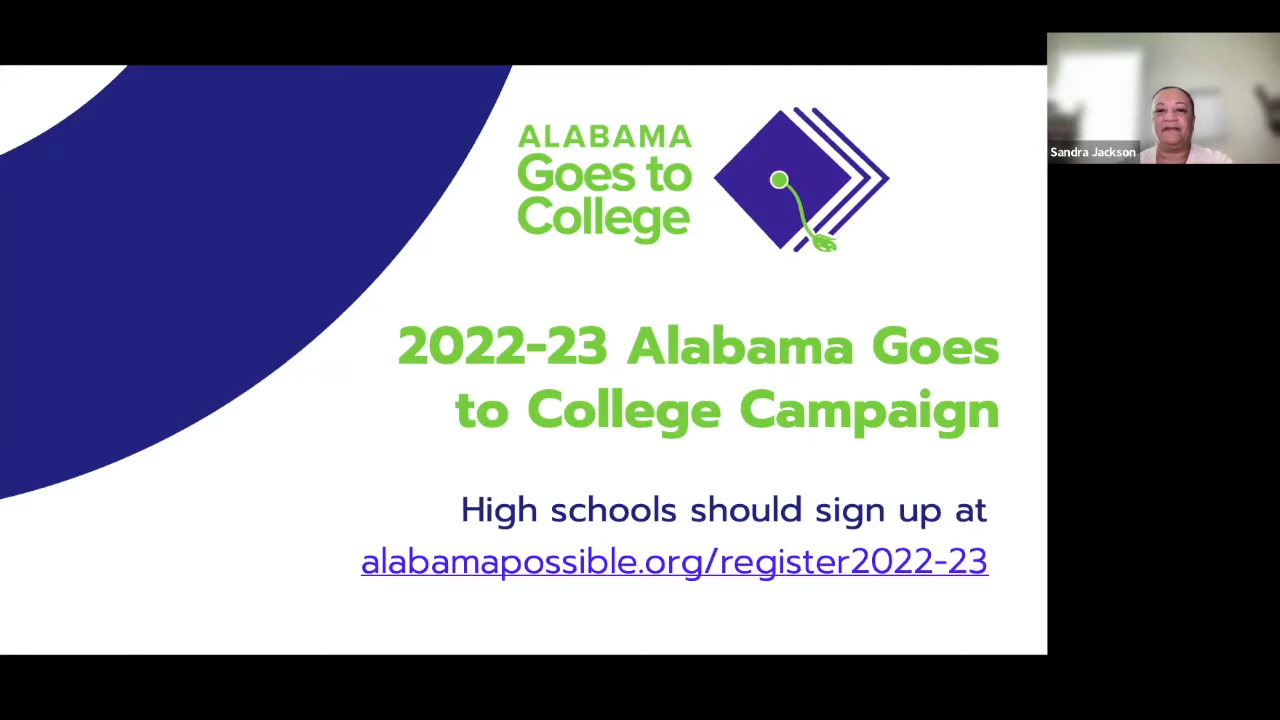 ALABAMA
Goes to
College
2022-23 Alabama Goes
to College Campaign
High schools should sign up at
alabamapossible.org/register2022-23
Sandra Jackson